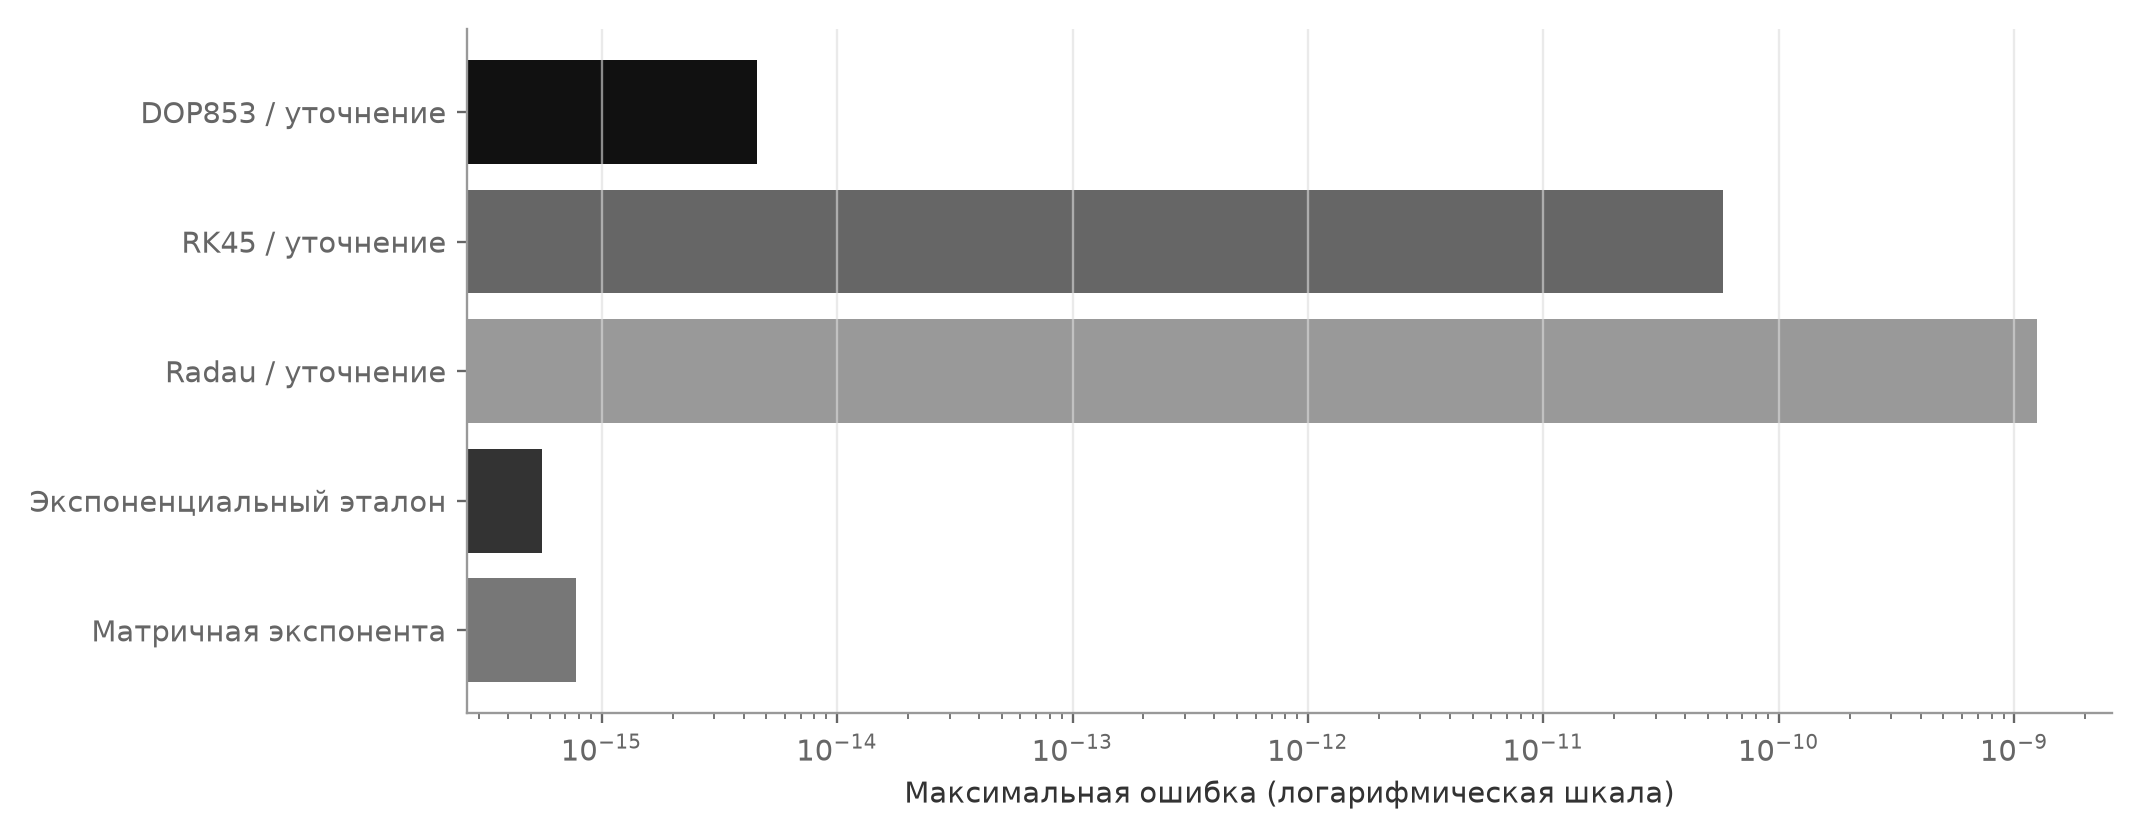 DOP853 / уточнение
RK45 / уточнение
Radau / уточнение
Экспоненциальный эталон
Матричная экспонента
10⁻¹⁵ 10⁻¹⁴ 10⁻¹³ 10⁻¹² 10⁻¹¹ 10⁻¹⁰ 10⁻⁹
Максимальная ошибка (логарифмическая шкала)